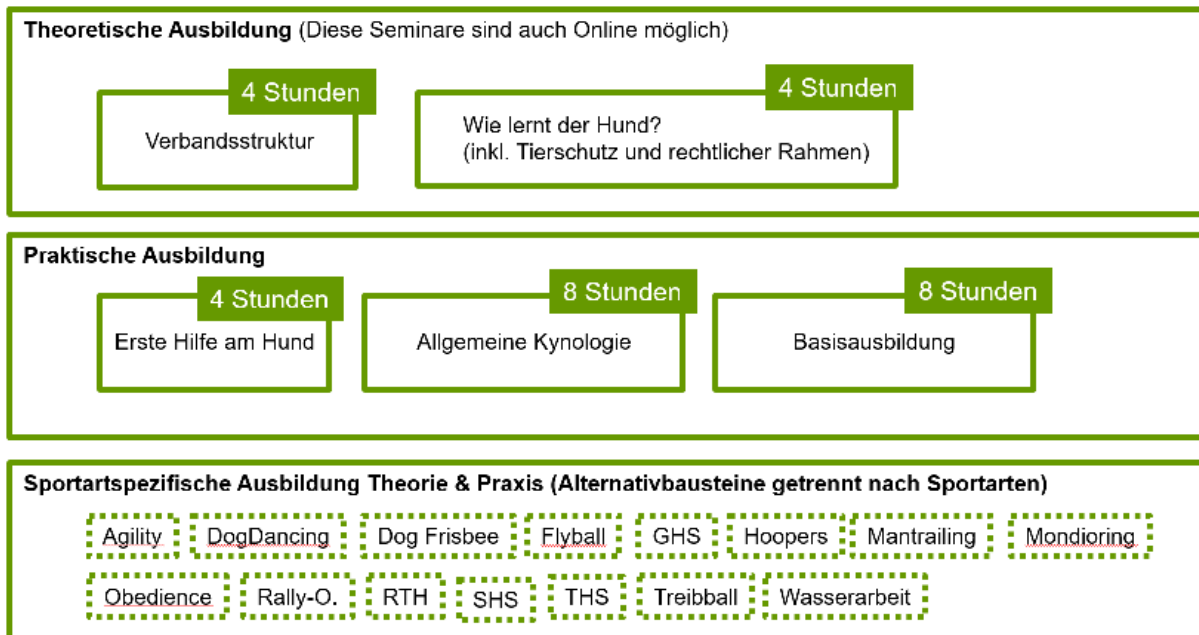 Theoretische Ausbildung (Diese Seminare sind auch Online möglich)
4 Stunden
Verbandsstruktur
4 Stunden
Wie lernt der Hund?
(inkl. Tierschutz und rechtlicher Rahmen)
Praktische Ausbildung
4 Stunden
Erste Hilfe am Hund
8 Stunden
Allgemeine Kynologie
8 Stunden
Basisausbildung
Sportartspezifische Ausbildung Theorie & Praxis (Alternativbausteine getrennt nach Sportarten)
Agility DogDancing Dog Frisbee Flyball GHS Hoopers Mantrailing Mondioring
Obedience Rally-O. RTH SHS THS Treibball Wasserarbeit